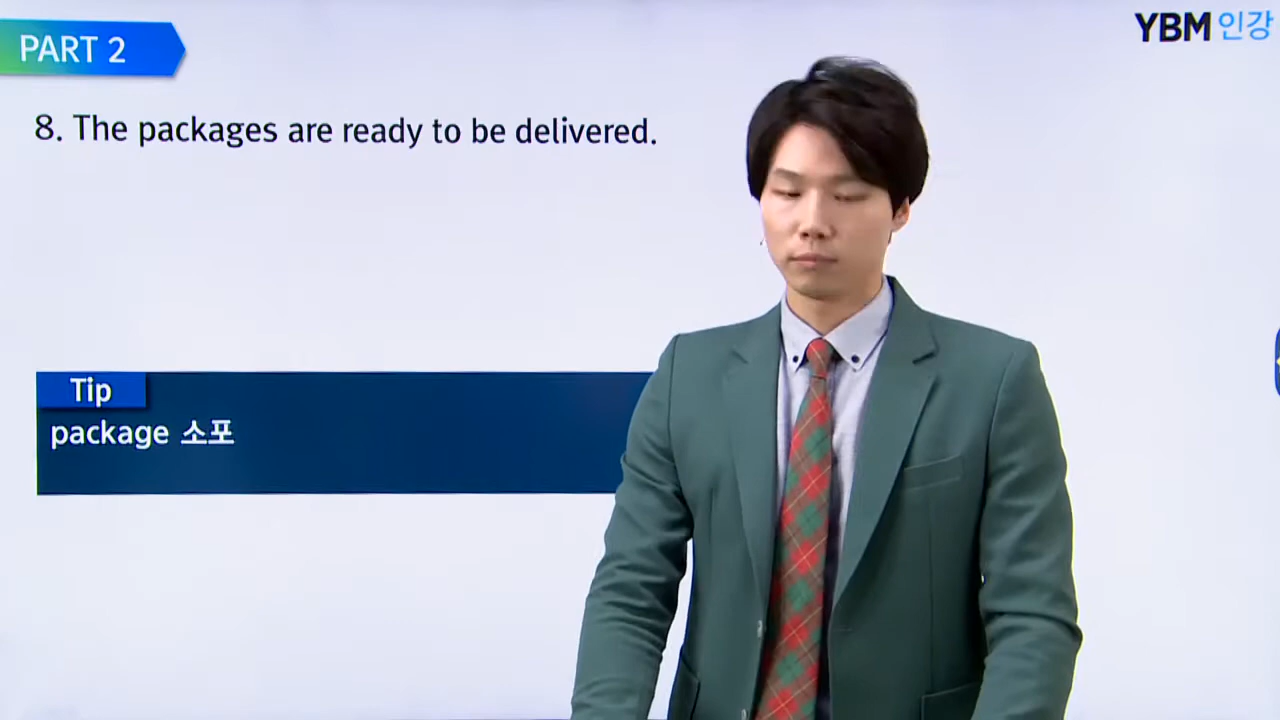 PART 2
YBM 인강
8. The packages are ready to be delivered.
Tip
package 소포